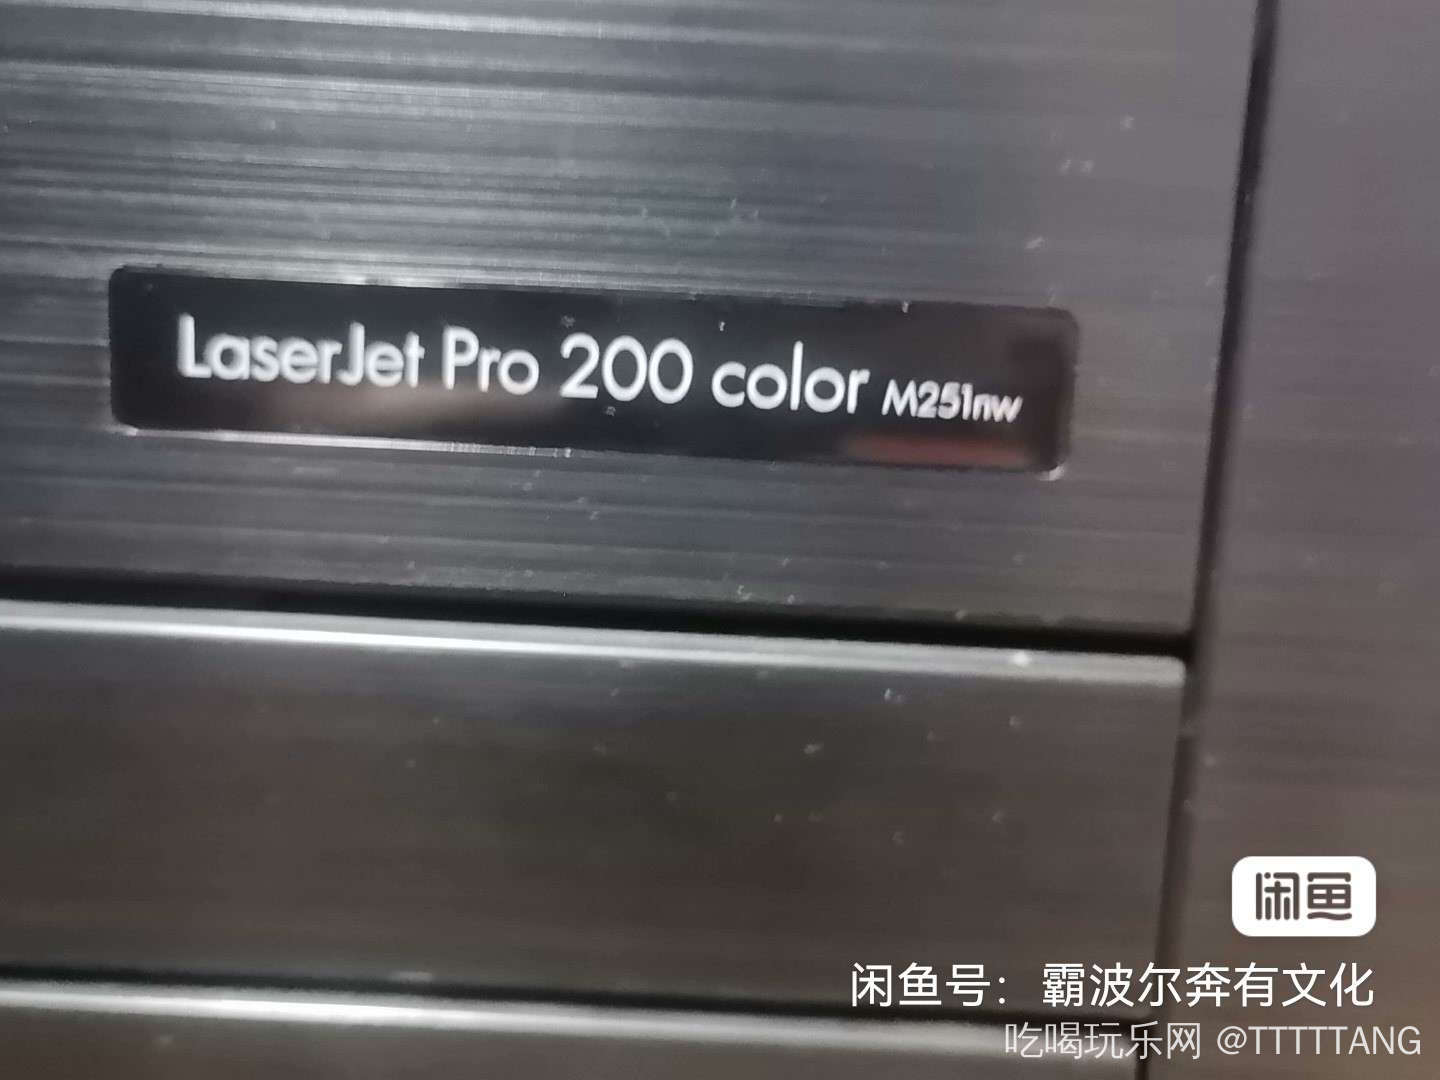 LaserJet Pro 200 color M251nw
闲鱼
闲鱼号：霸波尔奔有文化
吃喝玩乐网 @TTTTTANG